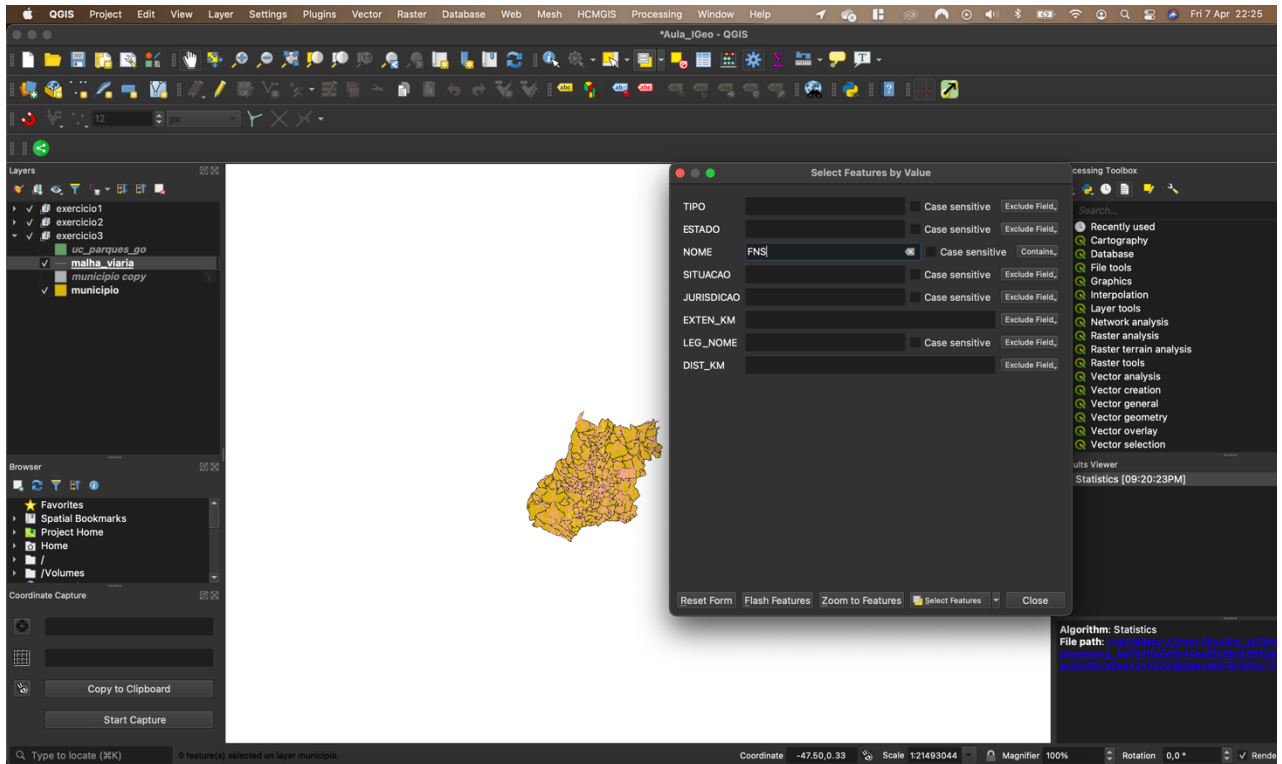 QGIS Project Edit View Layer Settings Plugins Vector Raster Database Web Mesh HCMGIS Processing Window Help Fri 7 Apr 22:25
*Aula_IGeo - QGIS
12 px
Layers
exercicio1
exercicio2
exercicio3
uc_parques_go
malha_viaria
municipio copy
municipio
Browser
Favorites
Spatial Bookmarks
Project Home
Home
/
/Volumes
Coordinate Capture
Copy to Clipboard
Start Capture
Select Features by Value
TIPO Case sensitive Exclude Field
ESTADO Case sensitive Exclude Field
NOME FNS Case sensitive Contains
SITUACAO Case sensitive Exclude Field
JURISDICAO Case sensitive Exclude Field
EXTEN_KM Exclude Field
LEG_NOME Case sensitive Exclude Field
DIST_KM Exclude Field
Reset Form Flash Features Zoom to Features Select Features Close
cessing Toolbox
Search...
Recently used
Cartography
Database
File tools
Graphics
Interpolation
Layer tools
Network analysis
Raster analysis
Raster terrain analysis
Raster tools
Vector analysis
Vector creation
Vector general
Vector geometry
Vector overlay
Vector selection
ults Viewer
Statistics [09:20:23PM]
Algorithm: Statistics
File path:
Type to locate (⌘K) 0 feature(s) selected on layer municipio. Coordinate -47.50,0.33 Scale 1:21493044 Magnifier 100% Rotation 0,0 ° Rende